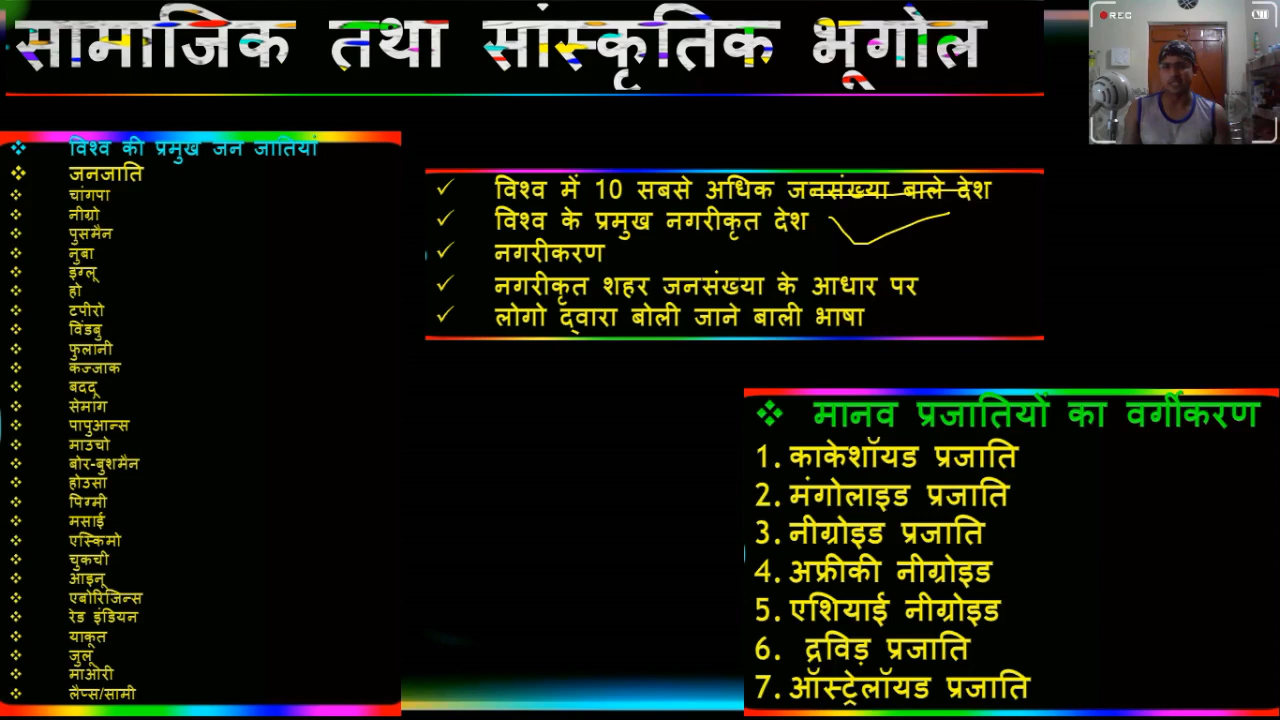 सामाजिक तथा सांस्कृतिक भूगोल
REC
विश्व की प्रमुख जन जातियां
जनजाति
चांगपा
नीग्रो
पुसमैन
नुबा
इग्लू
हो
टपीरो
विंडबु
फुलानी
कज्जाक
बददू
सेमांग
पापुआन्स
माउचो
बोर-बुशमैन
होउसा
पिग्मी
मसाई
एस्किमो
चुकची
आइनू
एबोरिजिन्स
रेड इंडियन
याकूत
जुलू
माओरी
लैप्स/सामी
विश्व में 10 सबसे अधिक जनसंख्या बाले देश
विश्व के प्रमुख नगरीकृत देश
नगरीकरण
नगरीकृत शहर जनसंख्या के आधार पर
लोगो द्वारा बोली जाने बाली भाषा
मानव प्रजातियों का वर्गीकरण
1. काकेशॉयड प्रजाति
2. मंगोलाइड प्रजाति
3. नीग्रोइड प्रजाति
4. अफ्रीकी नीग्रोइड
5. एशियाई नीग्रोइड
6. द्रविड़ प्रजाति
7. ऑस्ट्रेलॉयड प्रजाति